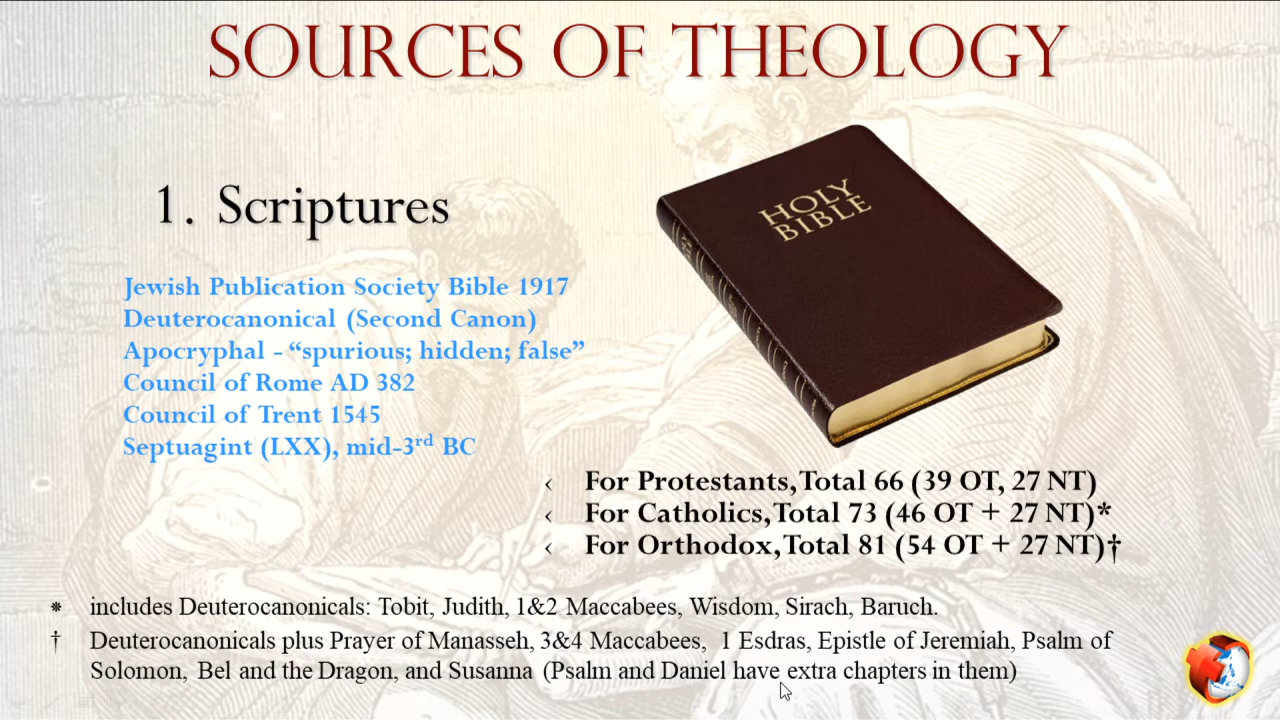 SOURCES OF THEOLOGY
1. Scriptures
HOLY
BIBLE
Jewish Publication Society Bible 1917
Deuterocanonical (Second Canon)
Apocryphal - “spurious; hidden; false”
Council of Rome AD 382
Council of Trent 1545
Septuagint (LXX), mid-3rd BC
‹ For Protestants, Total 66 (39 OT, 27 NT)
‹ For Catholics, Total 73 (46 OT + 27 NT)*
‹ For Orthodox, Total 81 (54 OT + 27 NT)†
* includes Deuterocanonicals: Tobit, Judith, 1&2 Maccabees, Wisdom, Sirach, Baruch.
† Deuterocanonicals plus Prayer of Manasseh, 3&4 Maccabees, 1 Esdras, Epistle of Jeremiah, Psalm of
Solomon, Bel and the Dragon, and Susanna (Psalm and Daniel have extra chapters in them)